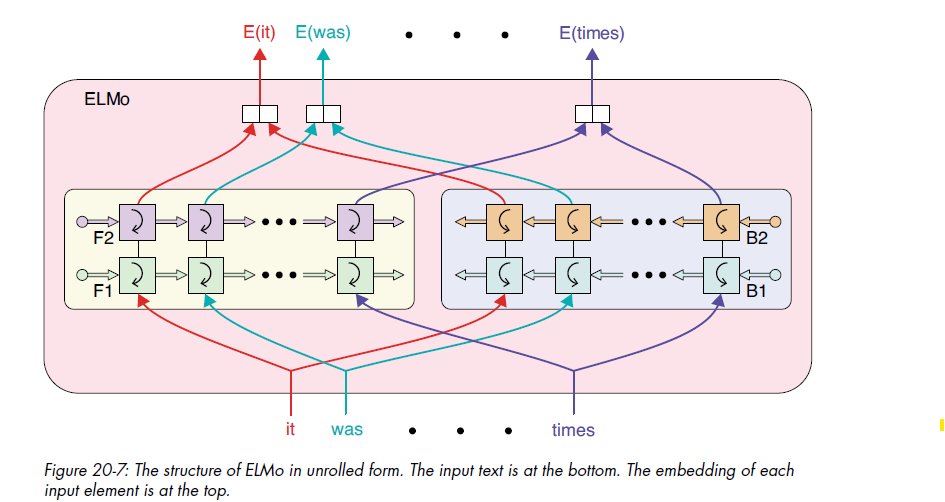 E(it) E(was) E(times)
ELMo
F2 B2
F1 B1
it was times
Figure 20-7: The structure of ELMo in unrolled form. The input text is at the bottom. The embedding of each
input element is at the top.